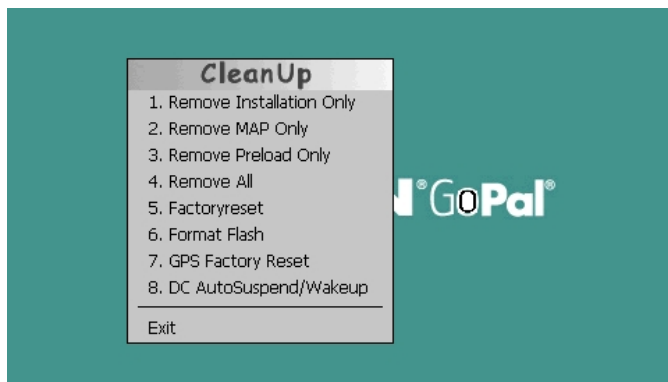 CleanUp
1. Remove Installation Only
2. Remove MAP Only
3. Remove Preload Only
4. Remove All
5. Factoryreset
6. Format Flash
7. GPS Factory Reset
8. DC AutoSuspend/Wakeup
Exit
N®GoPal®